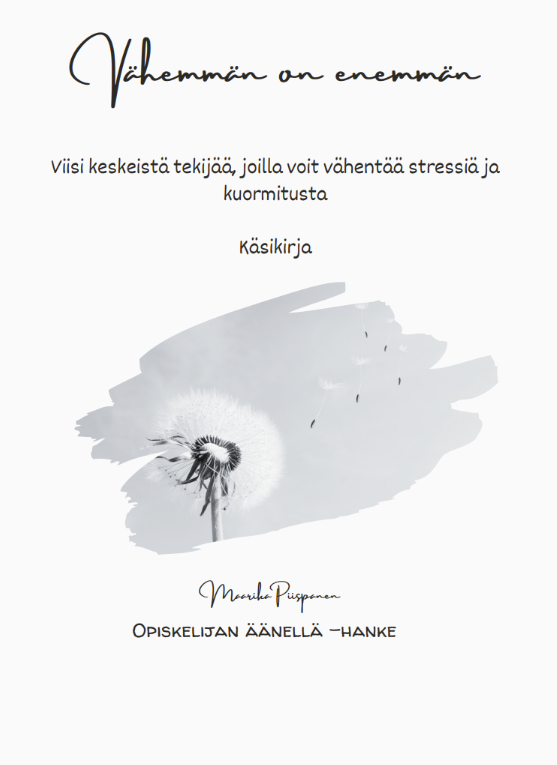 Vähemmän on enemmän
Viisi keskeistä tekijää, joilla voit vähentää stressiä ja
kuormitusta
Käsikirja
Maarika Piispanen
OPISKELIJAN ÄÄNELLÄ –HANKE